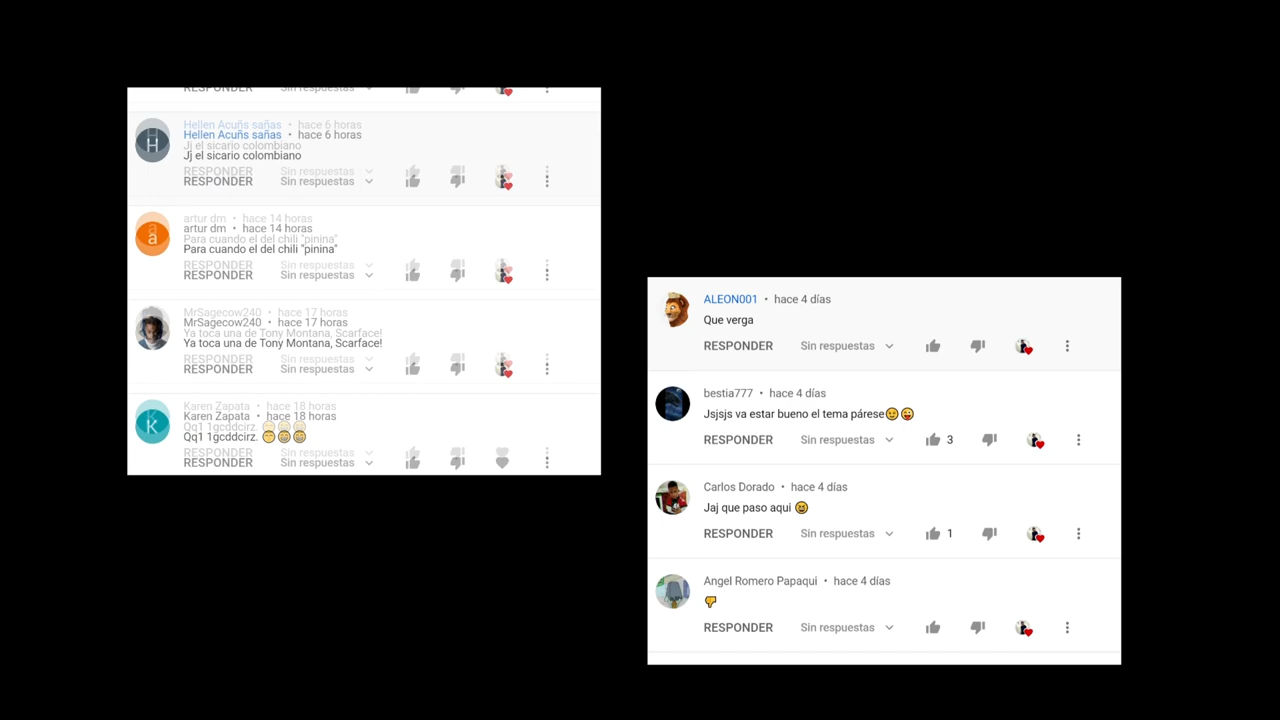 RESPONDER Sin respuestas
Hellen Acuñs sañas • hace 6 horas
Hellen Acuñs sañas • hace 6 horas
Jj el sicario colombiano
Jj el sicario colombiano
RESPONDER Sin respuestas
RESPONDER Sin respuestas
artur dm • hace 14 horas
artur dm • hace 14 horas
Para cuando el del chili "pinina"
Para cuando el del chili "pinina"
RESPONDER Sin respuestas
RESPONDER Sin respuestas
MrSagecow240 • hace 17 horas
MrSagecow240 • hace 17 horas
Ya toca una de Tony Montana, Scarface!
Ya toca una de Tony Montana, Scarface!
RESPONDER Sin respuestas
RESPONDER Sin respuestas
Karen Zapata • hace 18 horas
Karen Zapata • hace 18 horas
Qq1 1gcddcirz. 😁😁😁
Qq1 1gcddcirz. 😁😁😁
RESPONDER Sin respuestas
RESPONDER Sin respuestas
ALEON001 • hace 4 días
Que verga
RESPONDER Sin respuestas
bestia777 • hace 4 días
Jsjsjs va estar bueno el tema párese😉😜
RESPONDER Sin respuestas 3
Carlos Dorado • hace 4 días
Jaj que paso aqui 😆
RESPONDER Sin respuestas 1
Angel Romero Papaqui • hace 4 días
👎
RESPONDER Sin respuestas